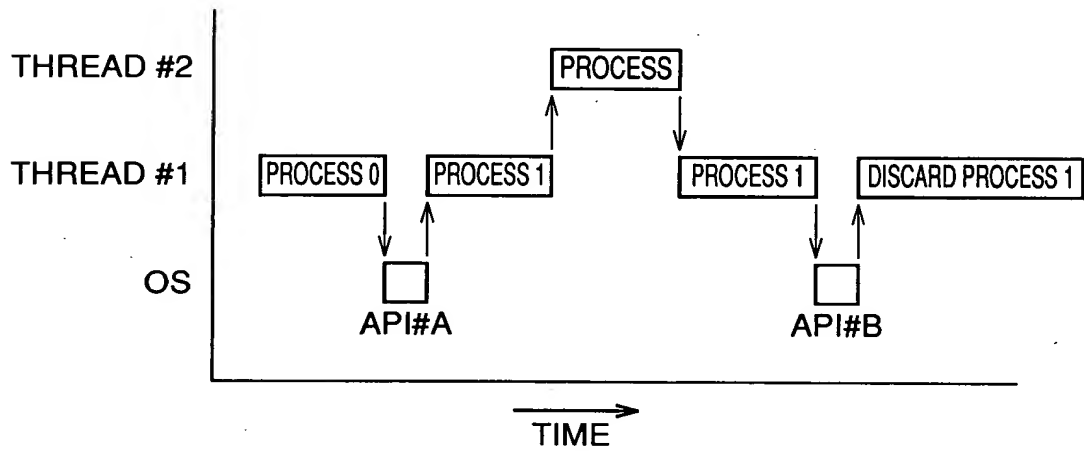 THREAD #2
PROCESS
THREAD #1
PROCESS 0
PROCESS 1
PROCESS 1
DISCARD PROCESS 1
OS
API#A
API#B
TIME